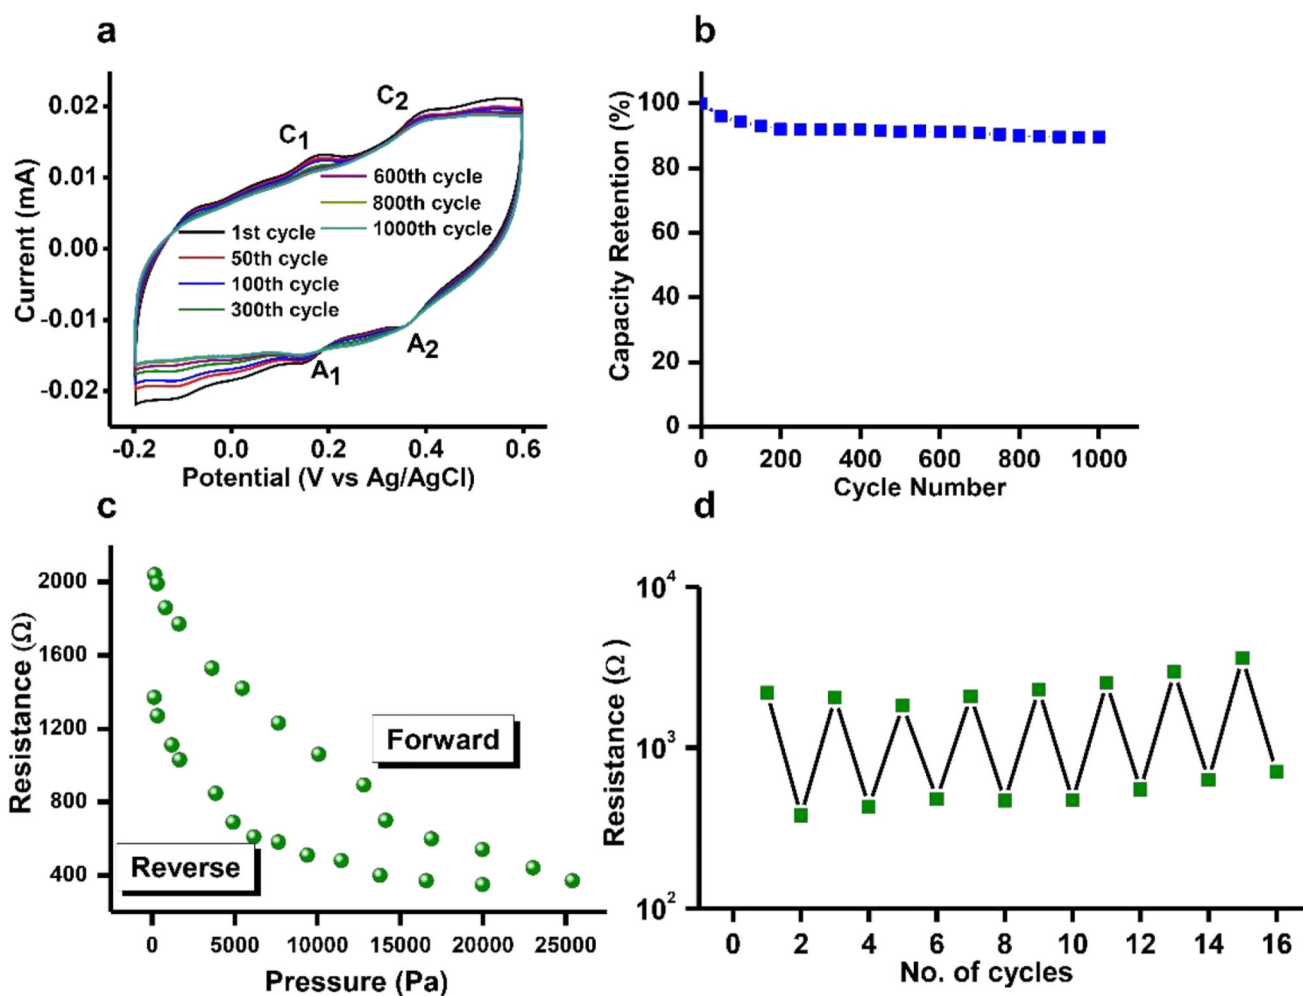 a
0.02
0.01
0.00
-0.01
-0.02
Current (mA)
C1
C2
A1
A2
600th cycle
800th cycle
1000th cycle
1st cycle
50th cycle
100th cycle
300th cycle
-0.2 0.0 0.2 0.4 0.6
Potential (V vs Ag/AgCl)
b
100
80
60
40
20
0
Capacity Retention (%)
0 200 400 600 800 1000
Cycle Number
c
2000
1600
1200
800
400
Resistance (Ω)
Forward
Reverse
0 5000 10000 15000 20000 25000
Pressure (Pa)
d
10^4
10^3
10^2
Resistance (Ω)
0 2 4 6 8 10 12 14 16
No. of cycles